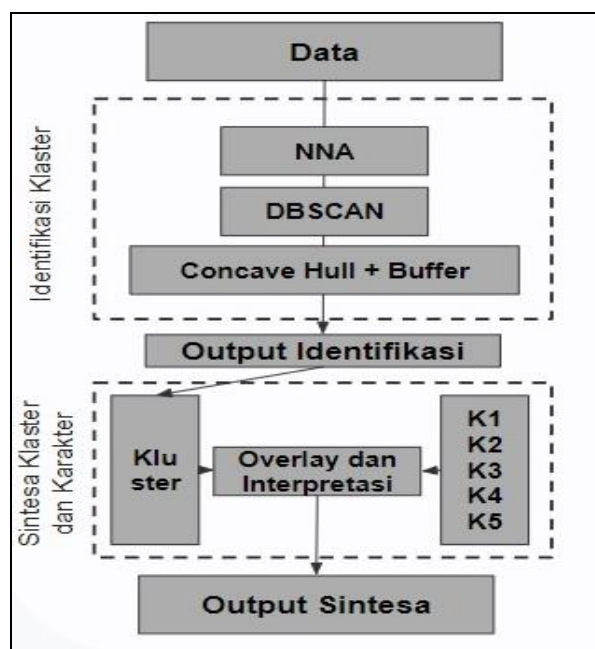 Data
Identifikasi Klaster
NNA
DBSCAN
Concave Hull + Buffer
Output Identifikasi
Sintesa Klaster
dan Karakter
Klu
ster
Overlay dan
Interpretasi
K1
K2
K3
K4
K5
Output Sintesa